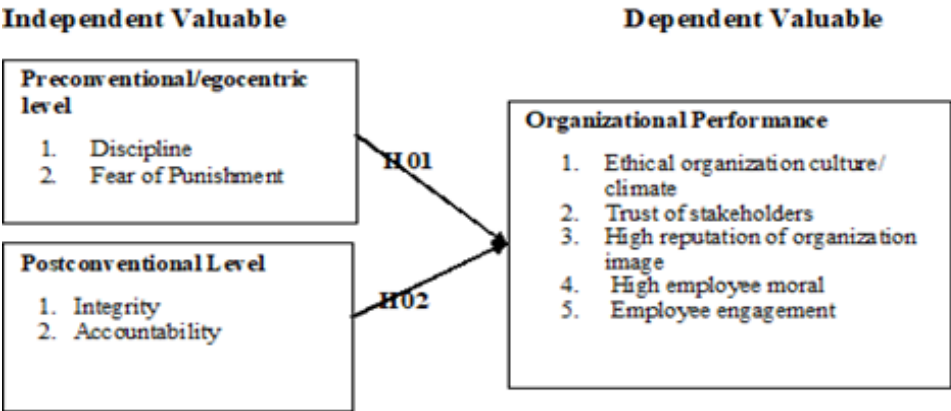 Independent Valuable
Dependent Valuable
Preconventional/egocentric
level
1. Discipline
2. Fear of Punishment
H01
Postconventional Level
1. Integrity
2. Accountability
H02
Organizational Performance
1. Ethical organization culture/
climate
2. Trust of stakeholders
3. High reputation of organization
image
4. High employee moral
5. Employee engagement